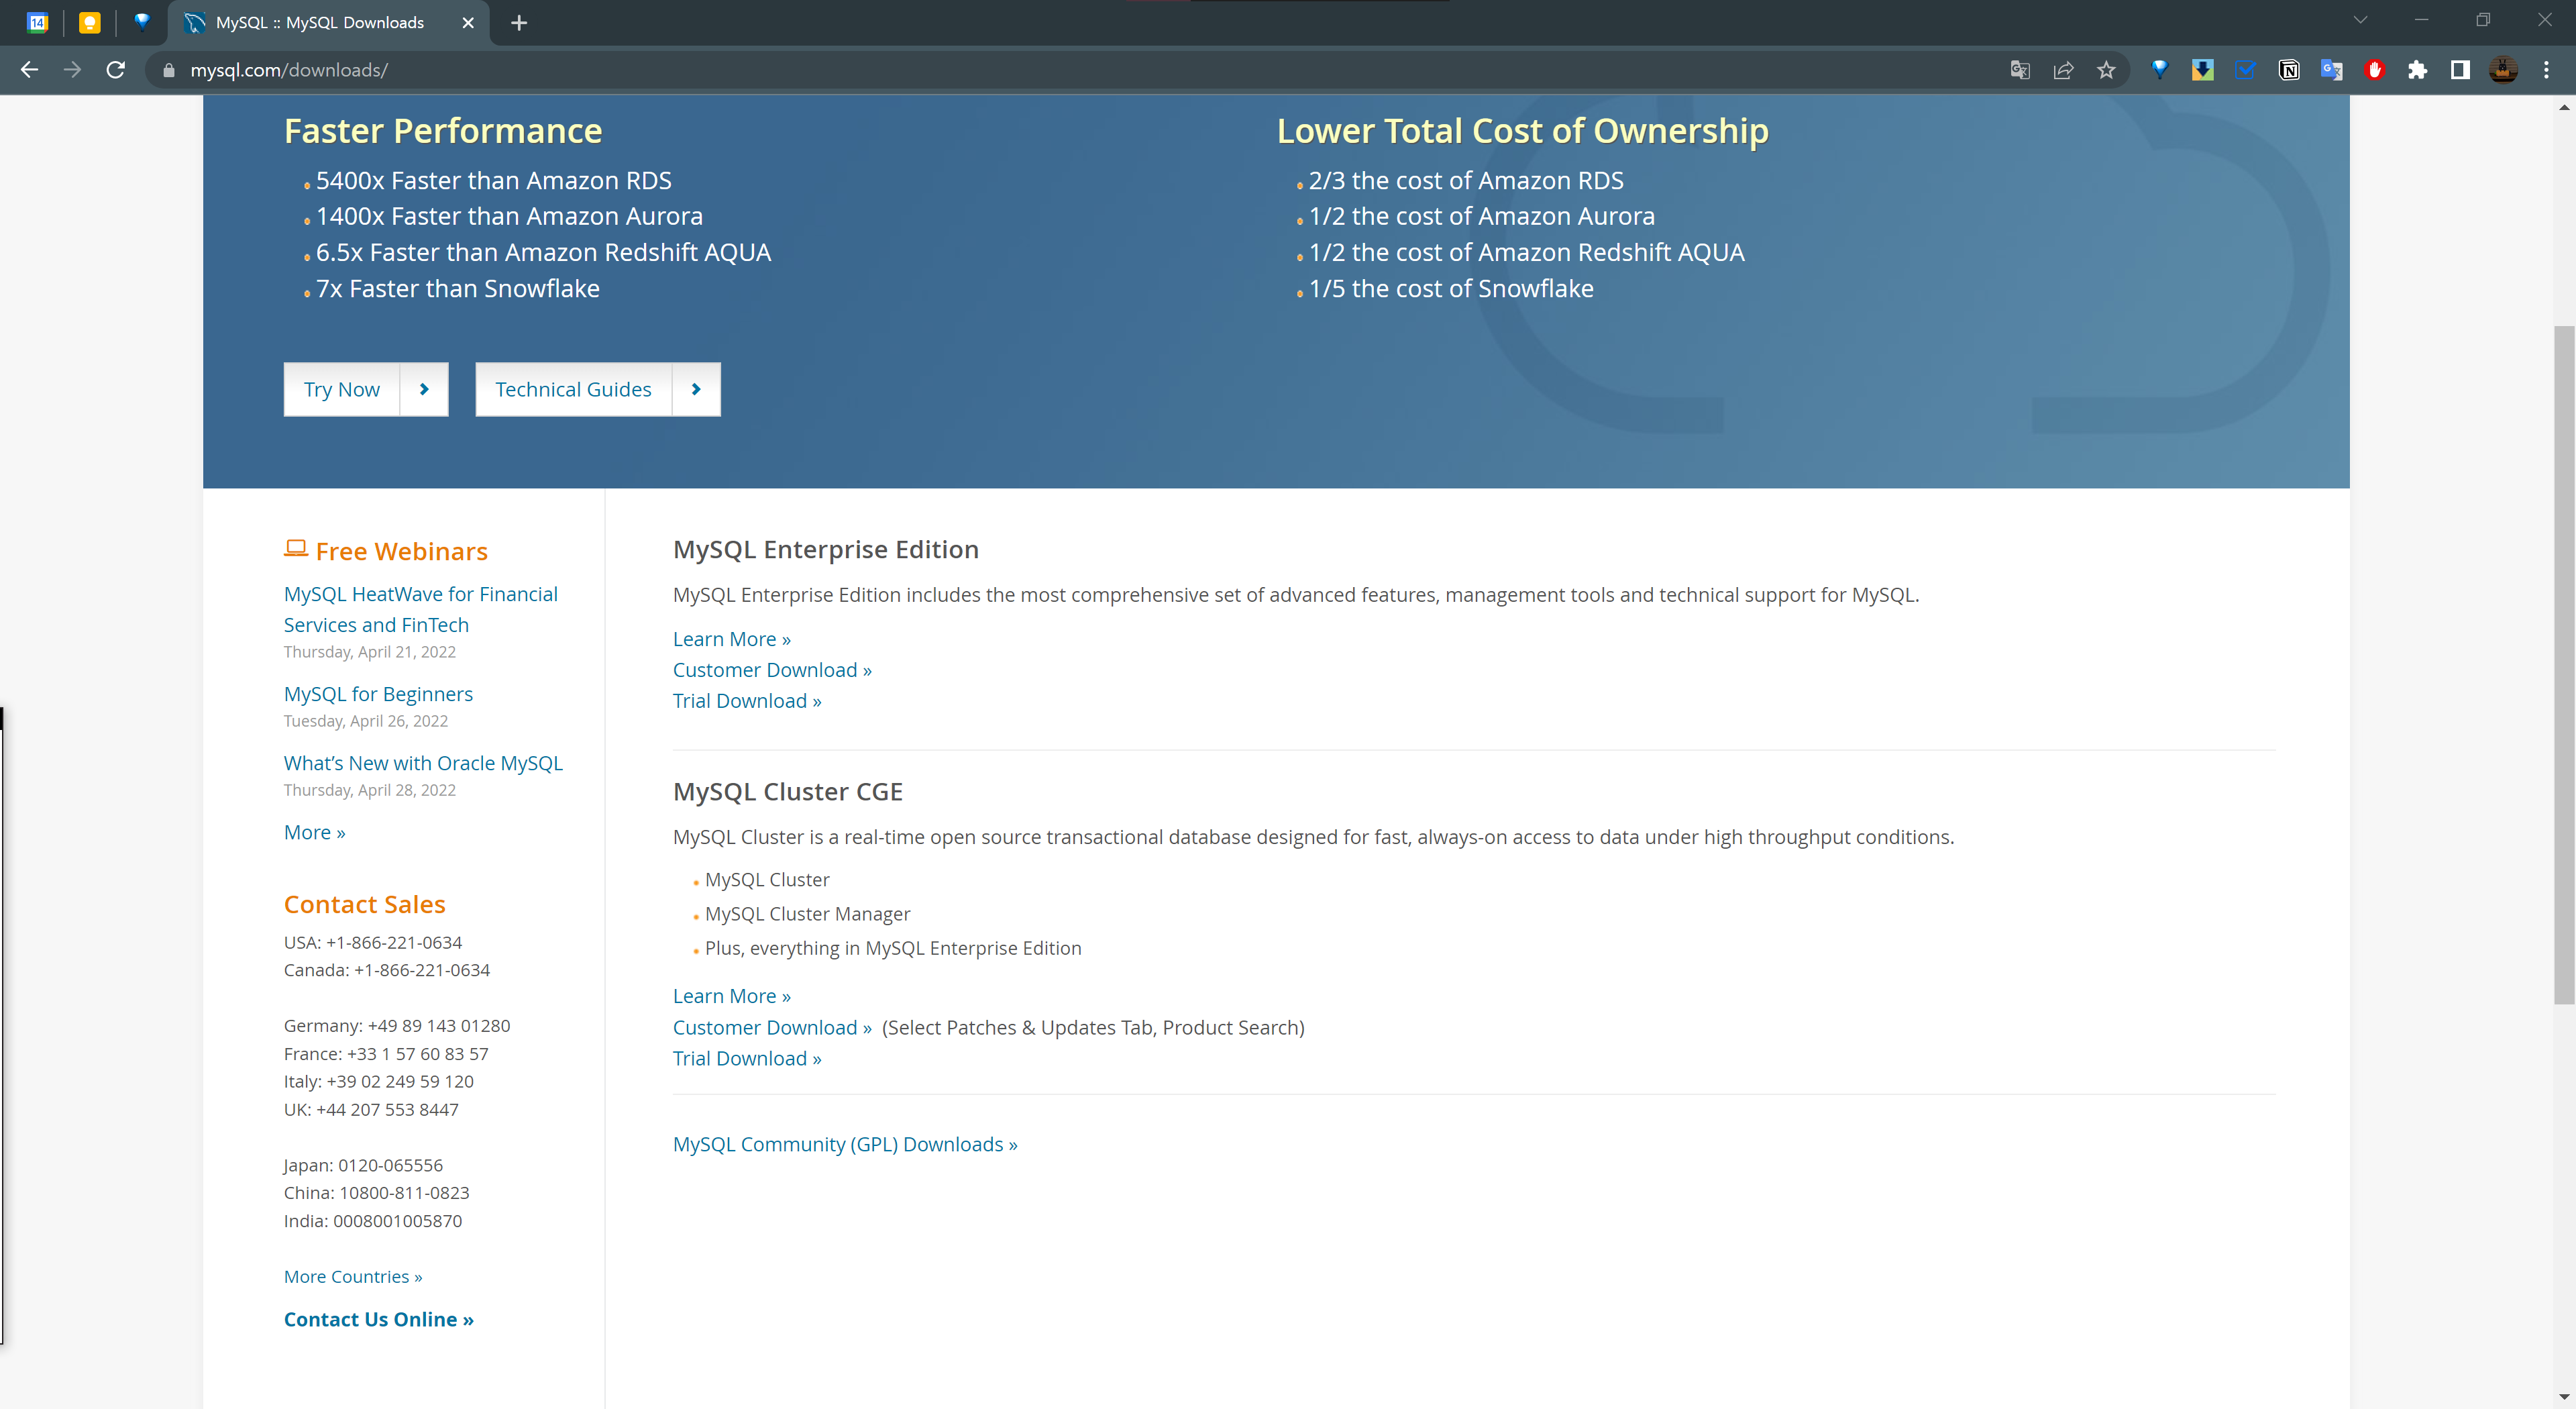 14
MySQL :: MySQL Downloads
mysql.com/downloads/
Faster Performance
5400x Faster than Amazon RDS
1400x Faster than Amazon Aurora
6.5x Faster than Amazon Redshift AQUA
7x Faster than Snowflake
Lower Total Cost of Ownership
2/3 the cost of Amazon RDS
1/2 the cost of Amazon Aurora
1/2 the cost of Amazon Redshift AQUA
1/5 the cost of Snowflake
Try Now
Technical Guides
Free Webinars
MySQL HeatWave for Financial
Services and FinTech
Thursday, April 21, 2022
MySQL for Beginners
Tuesday, April 26, 2022
What’s New with Oracle MySQL
Thursday, April 28, 2022
More »
Contact Sales
USA: +1-866-221-0634
Canada: +1-866-221-0634
Germany: +49 89 143 01280
France: +33 1 57 60 83 57
Italy: +39 02 249 59 120
UK: +44 207 553 8447
Japan: 0120-065556
China: 10800-811-0823
India: 0008001005870
More Countries »
Contact Us Online »
MySQL Enterprise Edition
MySQL Enterprise Edition includes the most comprehensive set of advanced features, management tools and technical support for MySQL.
Learn More »
Customer Download »
Trial Download »
MySQL Cluster CGE
MySQL Cluster is a real-time open source transactional database designed for fast, always-on access to data under high throughput conditions.
MySQL Cluster
MySQL Cluster Manager
Plus, everything in MySQL Enterprise Edition
Learn More »
Customer Download » (Select Patches & Updates Tab, Product Search)
Trial Download »
MySQL Community (GPL) Downloads »